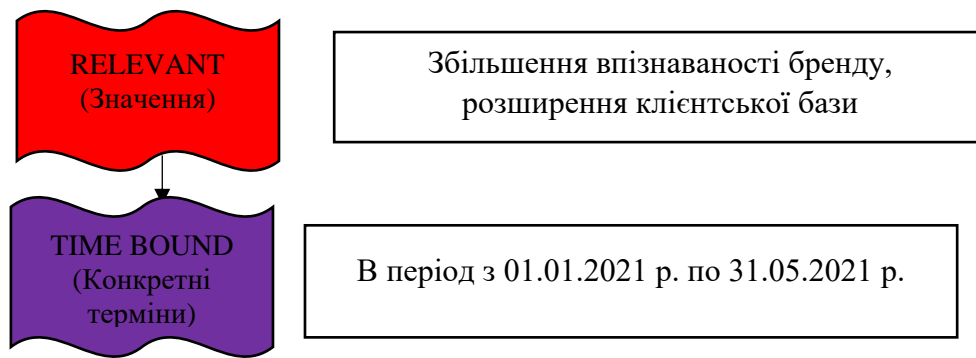 RELEVANT
(Значення)
Збільшення впізнаваності бренду,
розширення клієнтської бази
TIME BOUND
(Конкретні
терміни)
В період з 01.01.2021 р. по 31.05.2021 р.